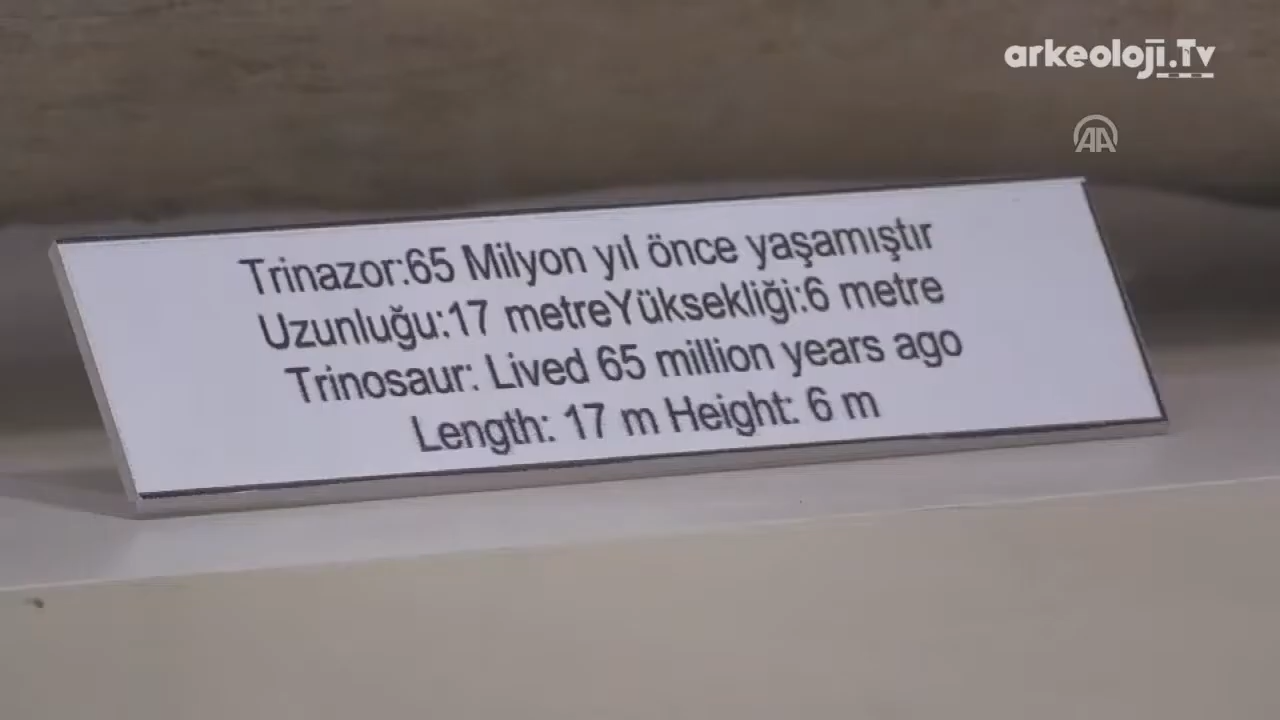 arkeoloji.Tv
AA
Trinazor:65 Milyon yıl önce yaşamıştır
Uzunluğu:17 metreYüksekliği:6 metre
Trinosaur: Lived 65 million years ago
Length: 17 m Height: 6 m